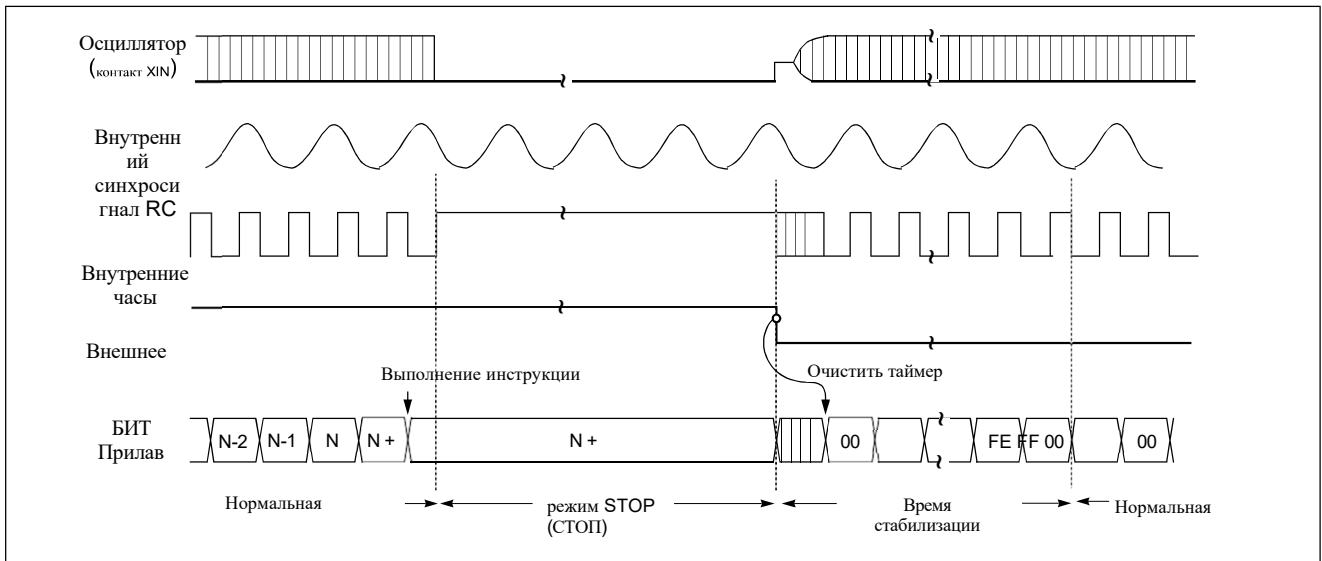 Осциллятор
(контакт XIN)
Внутренн
ий
синхроси
гнал RC
Внутренние
часы
Внешнее
Выполнение инструкции
Очистить таймер
БИТ
Прилав
N-2 N-1 N N + N + 00 FE FF 00 00
Нормальная
режим STOP
(СТОП)
Время
стабилизации
Нормальная